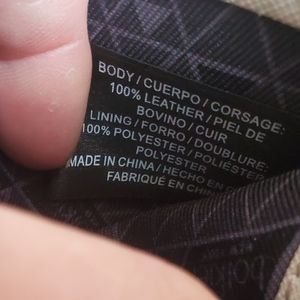 BODY / CUERPO / CORSAGE:
100% LEATHER / PIEL DE
BOVINO / CUIR
LINING / FORRO / DOUBLURE:
100% POLYESTER / POLIÉSTER
POLYESTER
MADE IN CHINA / HECHO EN
FABRIQUÉ EN CHINE